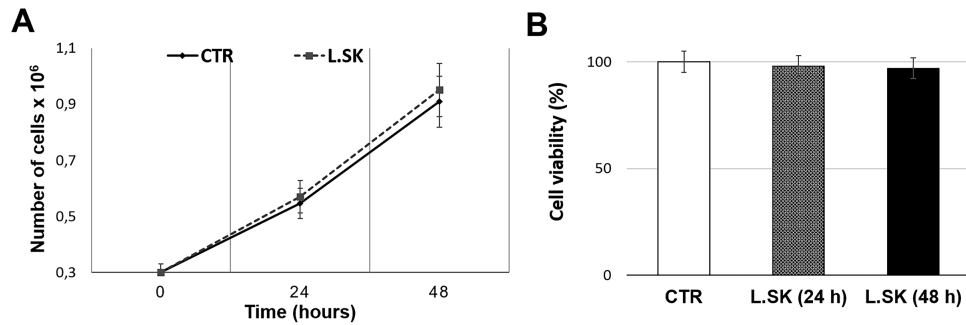 A
CTR
L.SK
Number of cells x 10⁶
1,1
0,9
0,7
0,5
0,3
0
24
48
Time (hours)
B
Cell viability (%)
100
50
0
CTR
L.SK (24 h)
L.SK (48 h)